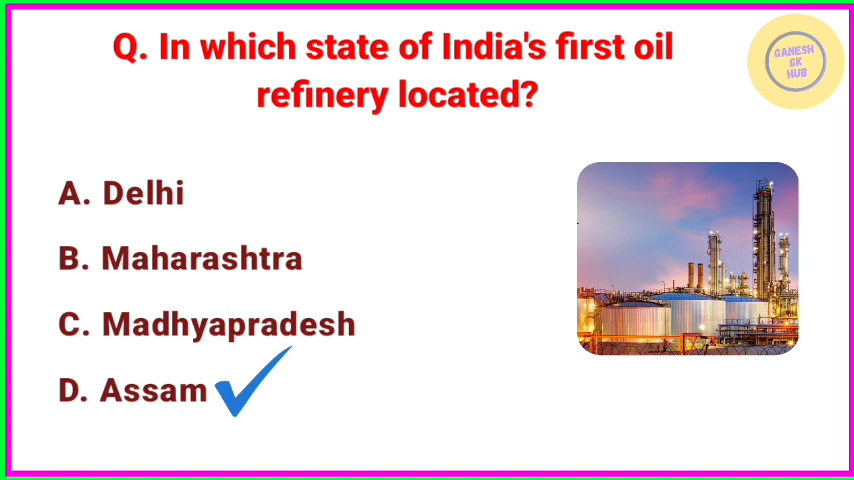 Q. In which state of India's first oil
refinery located?
GANESH
GK
HUB
A. Delhi
B. Maharashtra
C. Madhyapradesh
D. Assam